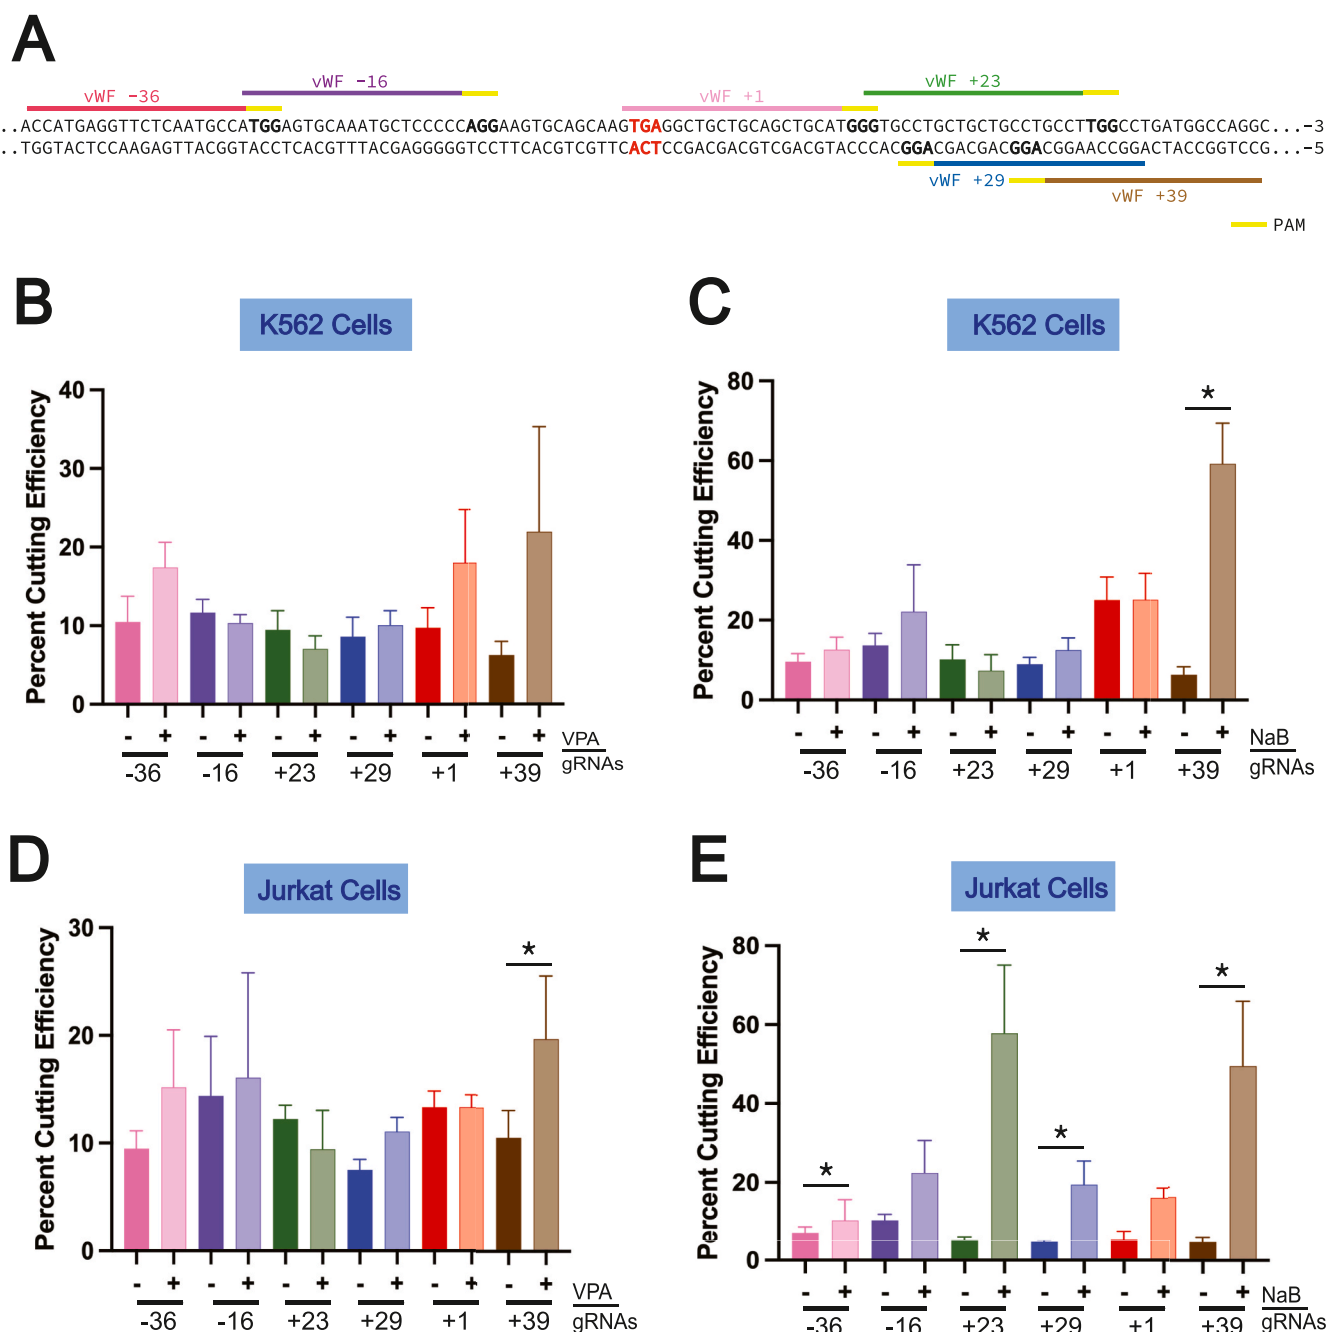 A
vWF -16
vWF +23
vWF -36
vWF +1
..ACCATGAGGTTCTCAATGCCATGGAGTGCAAATGCTCCCCCAGGAAGTGCAGCAAGTGAGGCTGCTGCAGCTGCATGGGTGCCTGCTGCTGCCTGCCTTGGCCTGATGGCCAGGC...-3
..TGGTACTCCAAGAGTTACGGTACCTCACGTTTACGAGGGGGTCCTTCACGTCGTTCACTCCGACGACGTCGACGTACCCACGGACGACGACGGACGGAACCGGACTACCGGTCCG...-5
vWF +29
vWF +39
PAM
B
K562 Cells
Percent Cutting Efficiency
40
30
20
10
0
- + - + - + - + - + - + VPA
-36 -16 +23 +29 +1 +39 gRNAs
C
K562 Cells
Percent Cutting Efficiency
80
60
40
20
0
*
- + - + - + - + - + - + NaB
-36 -16 +23 +29 +1 +39 gRNAs
D
Jurkat Cells
Percent Cutting Efficiency
30
20
10
0
*
- + - + - + - + - + - + VPA
-36 -16 +23 +29 +1 +39 gRNAs
E
Jurkat Cells
Percent Cutting Efficiency
80
60
40
20
0
* * * *
- + - + - + - + - + - + NaB
-36 -16 +23 +29 +1 +39 gRNAs